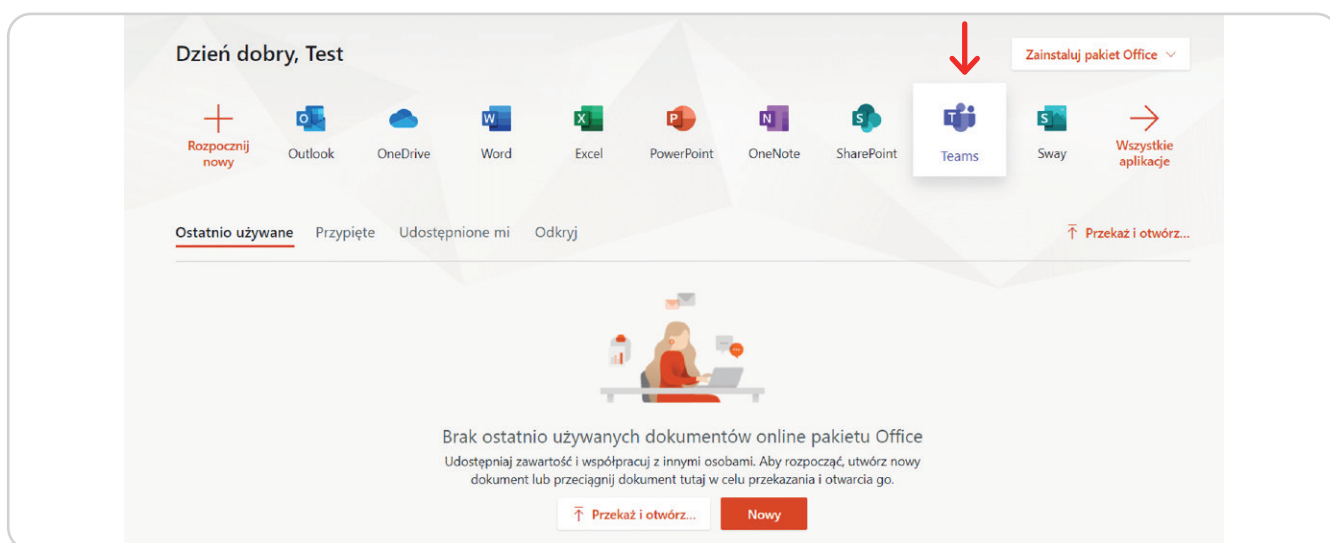 Dzień dobry, Test
Zainstaluj pakiet Office
Rozpocznij
nowy
Outlook
OneDrive
Word
Excel
PowerPoint
OneNote
SharePoint
Teams
Sway
Wszystkie
aplikacje
Ostatnio używane
Przypięte
Udostępnione mi
Odkryj
Przekaż i otwórz...
Brak ostatnio używanych dokumentów online pakietu Office
Udostępniaj zawartość i współpracuj z innymi osobami. Aby rozpocząć, utwórz nowy
dokument lub przeciągnij dokument tutaj w celu przekazania i otwarcia go.
Przekaż i otwórz...
Nowy